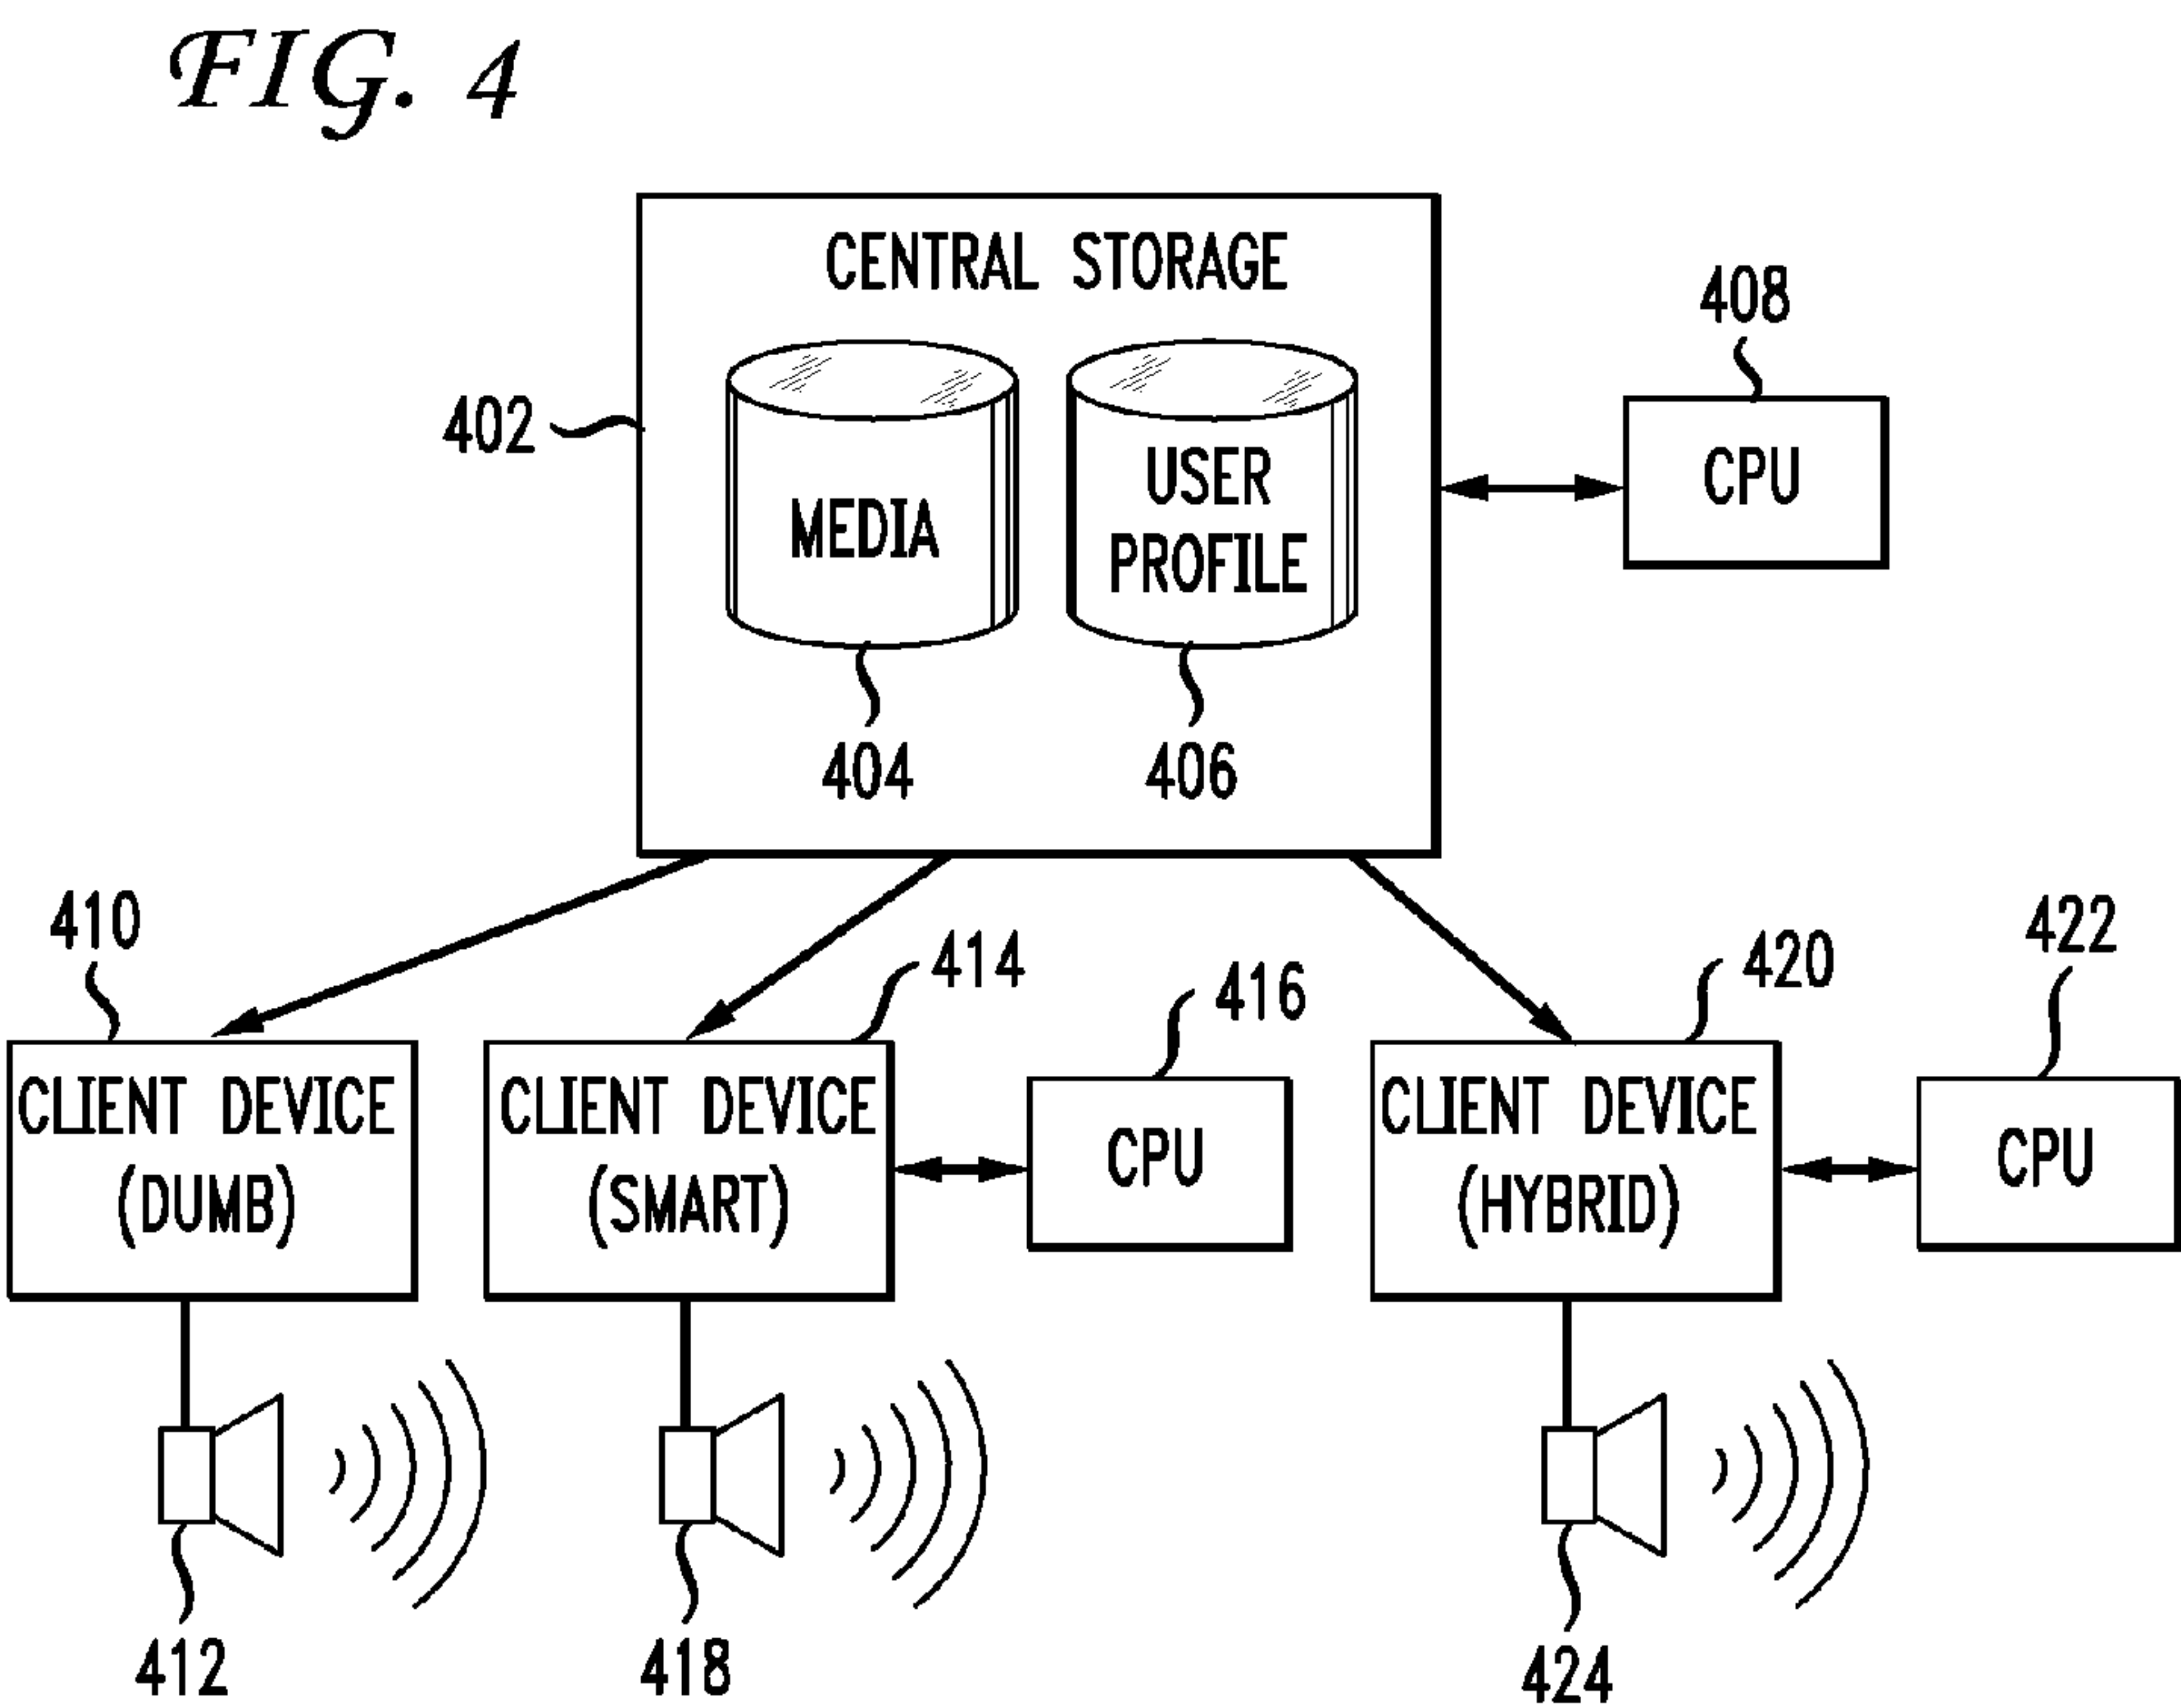 FIG. 4
CENTRAL STORAGE
402
MEDIA
USER
PROFILE
404
406
408
CPU
410
414
416
420
422
CLIENT DEVICE
(DUMB)
CLIENT DEVICE
(SMART)
CPU
CLIENT DEVICE
(HYBRID)
CPU
412
418
424